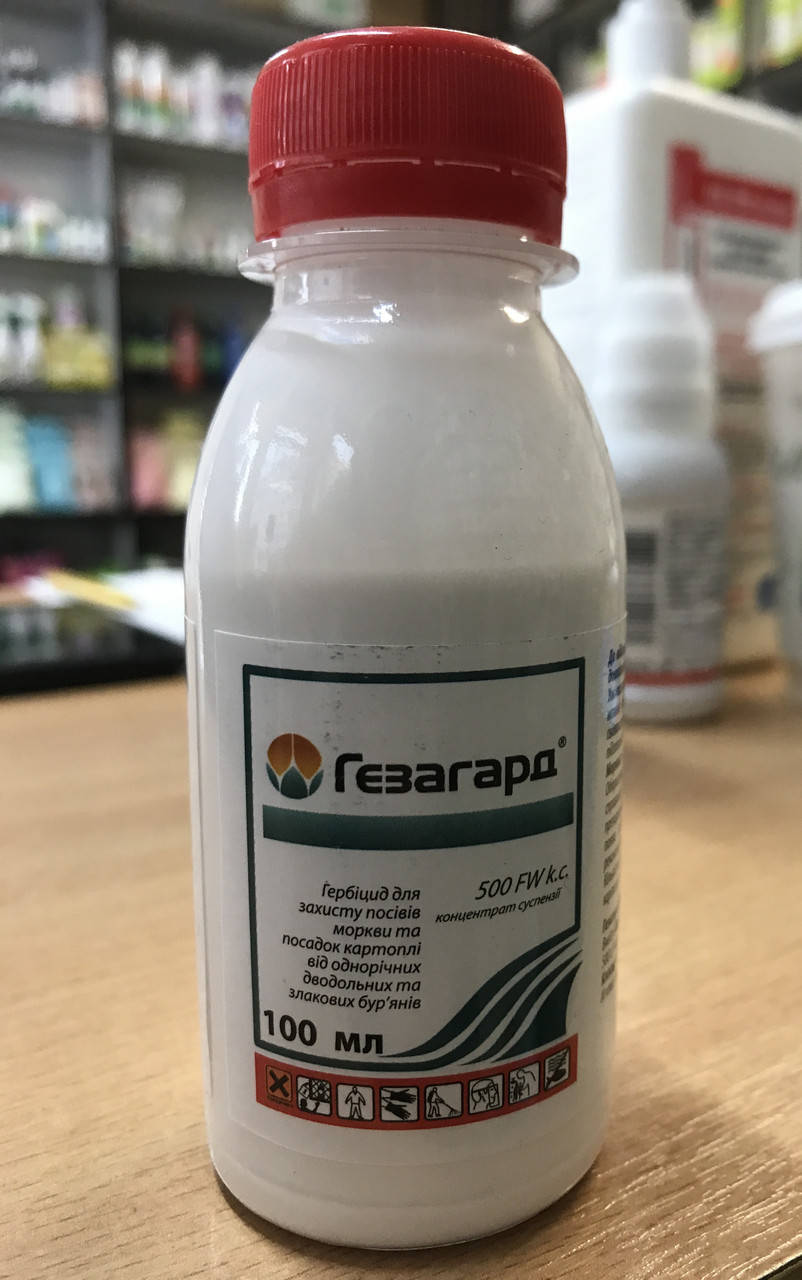 Гезагард®
500 FW к.с.
концентрат суспензії
Гербіцид для
захисту посівів
моркви та
посадок картоплі
від однорічних
дводольних та
злакових бур'янів
100 мл